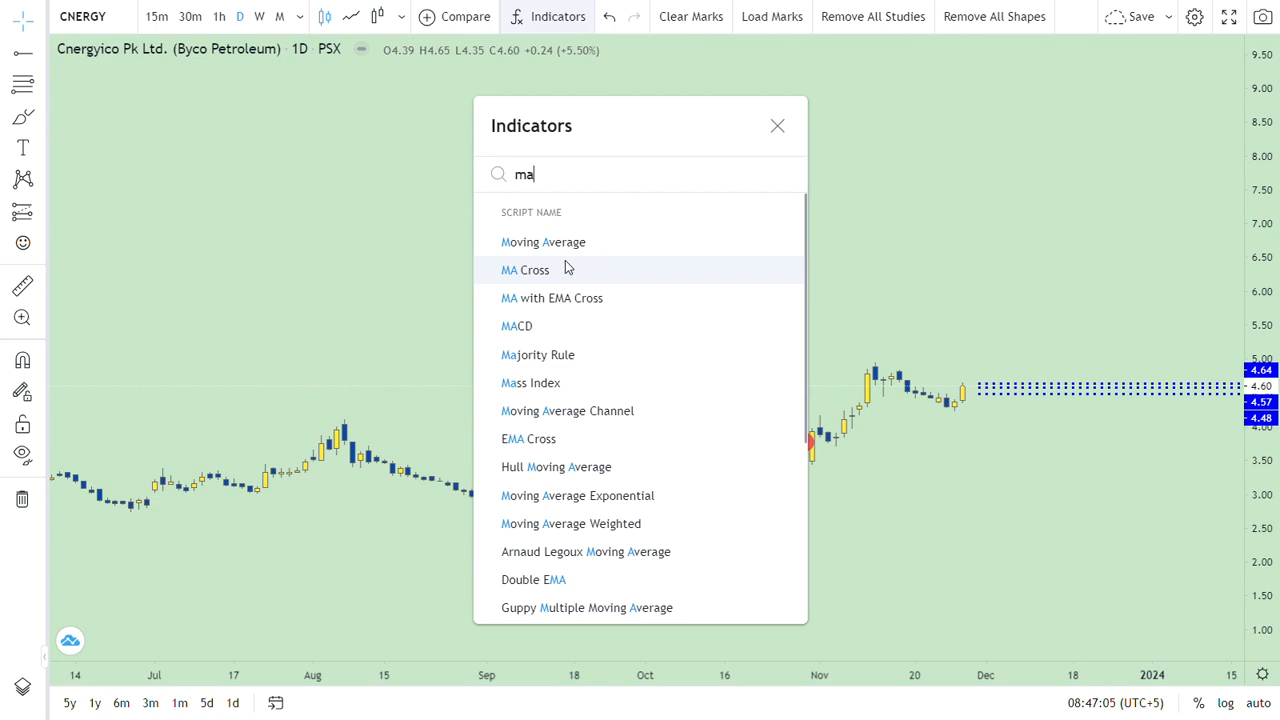 CNERGY 15m 30m 1h D W M Compare Indicators Clear Marks Load Marks Remove All Studies Remove All Shapes Save
Cnergyico Pk Ltd. (Byco Petroleum) · 1D PSX O4.39 H4.65 L4.35 C4.60 +0.24 (+5.50%)
Indicators
ma
SCRIPT NAME
Moving Average
MA Cross
MA with EMA Cross
MACD
Majority Rule
Mass Index
Moving Average Channel
EMA Cross
Hull Moving Average
Moving Average Exponential
Moving Average Weighted
Arnaud Legoux Moving Average
Double EMA
Guppy Multiple Moving Average
9.50
9.00
8.50
8.00
7.50
7.00
6.50
6.00
5.50
5.00
4.64
4.60
4.57
4.48
4.00
3.50
3.00
2.50
2.00
1.50
1.00
14 Jul 17 Aug 15 Sep 18 Oct 16 Nov 20 Dec 18 2024 15
5y 1y 6m 3m 1m 5d 1d 08:47:05 (UTC+5) % log auto